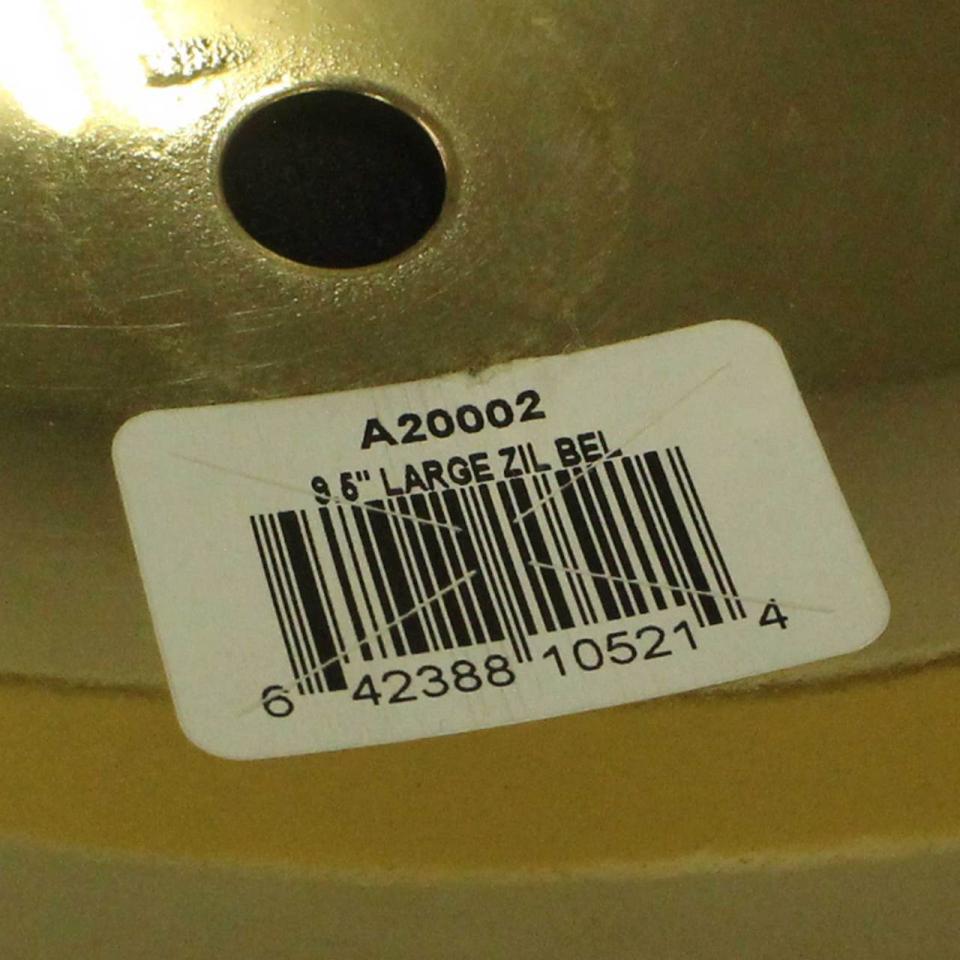 A20002
9.5" LARGE ZIL BEL
6 42388 10521 4